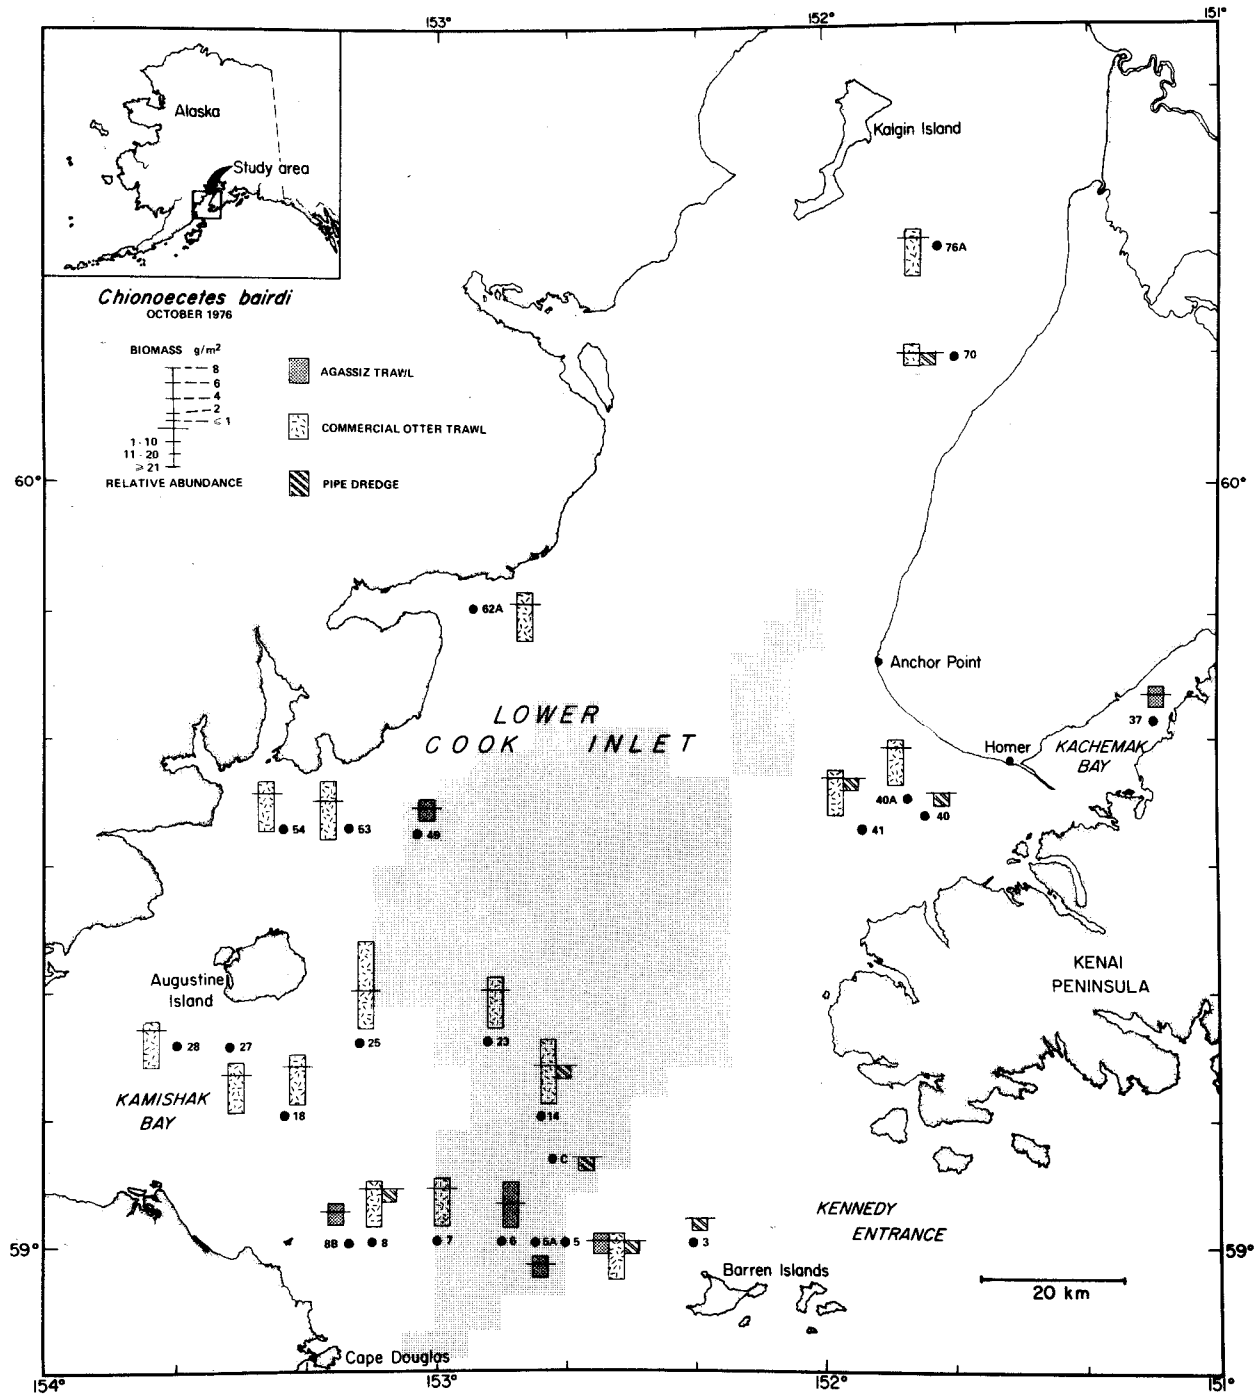 153°
152°
151°
Alaska
Study area
Kalgin Island
76A
Chionoecetes bairdi
OCTOBER 1976
BIOMASS g/m²
8
6
4
2
⩽ 1
1 - 10
11 - 20
⩾ 21
RELATIVE ABUNDANCE
AGASSIZ TRAWL
COMMERCIAL OTTER TRAWL
PIPE DREDGE
70
60°
60°
62A
Anchor Point
37
LOWER
COOK INLET
Homer
KACHEMAK
BAY
54
53
49
40A
40
41
Augustine
Island
KENAI
PENINSULA
28
27
25
23
KAMISHAK
BAY
18
14
C
KENNEDY
ENTRANCE
59°
8B
8
7
6
5A
5
3
59°
Barren Islands
20 km
Cape Douglas
154°
153°
152°
151°